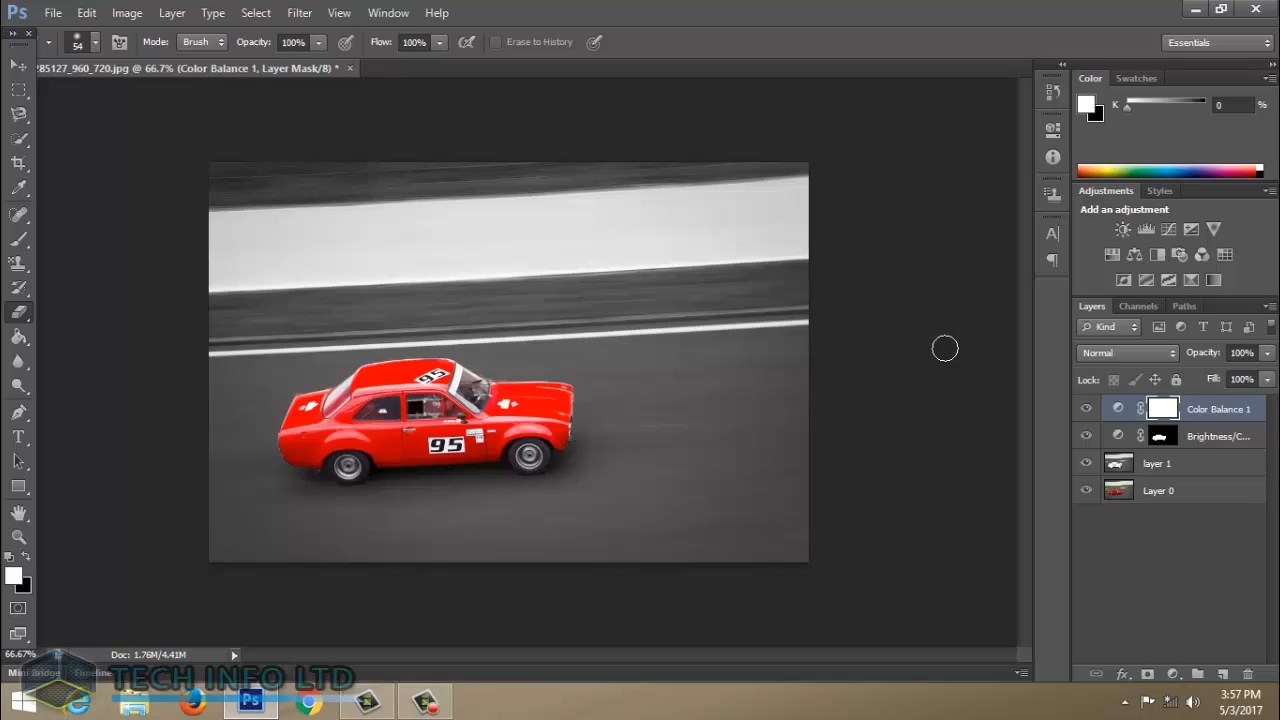 Ps File Edit Image Layer Type Select Filter View Window Help
54 Mode: Brush Opacity: 100% Flow: 100% Erase to History Essentials
285127_960_720.jpg @ 66.7% (Color Balance 1, Layer Mask/8) * ×
Color Swatches
K 0 %
Adjustments Styles
Add an adjustment
Layers Channels Paths
Kind T
Normal Opacity: 100%
Lock: Fill: 100%
Color Balance 1
Brightness/C...
layer 1
Layer 0
95
95
66.67% Doc: 1.76M/4.41M
Mini Bridge Timeline
TECH INFO LTD
Ps
3:57 PM
5/3/2017